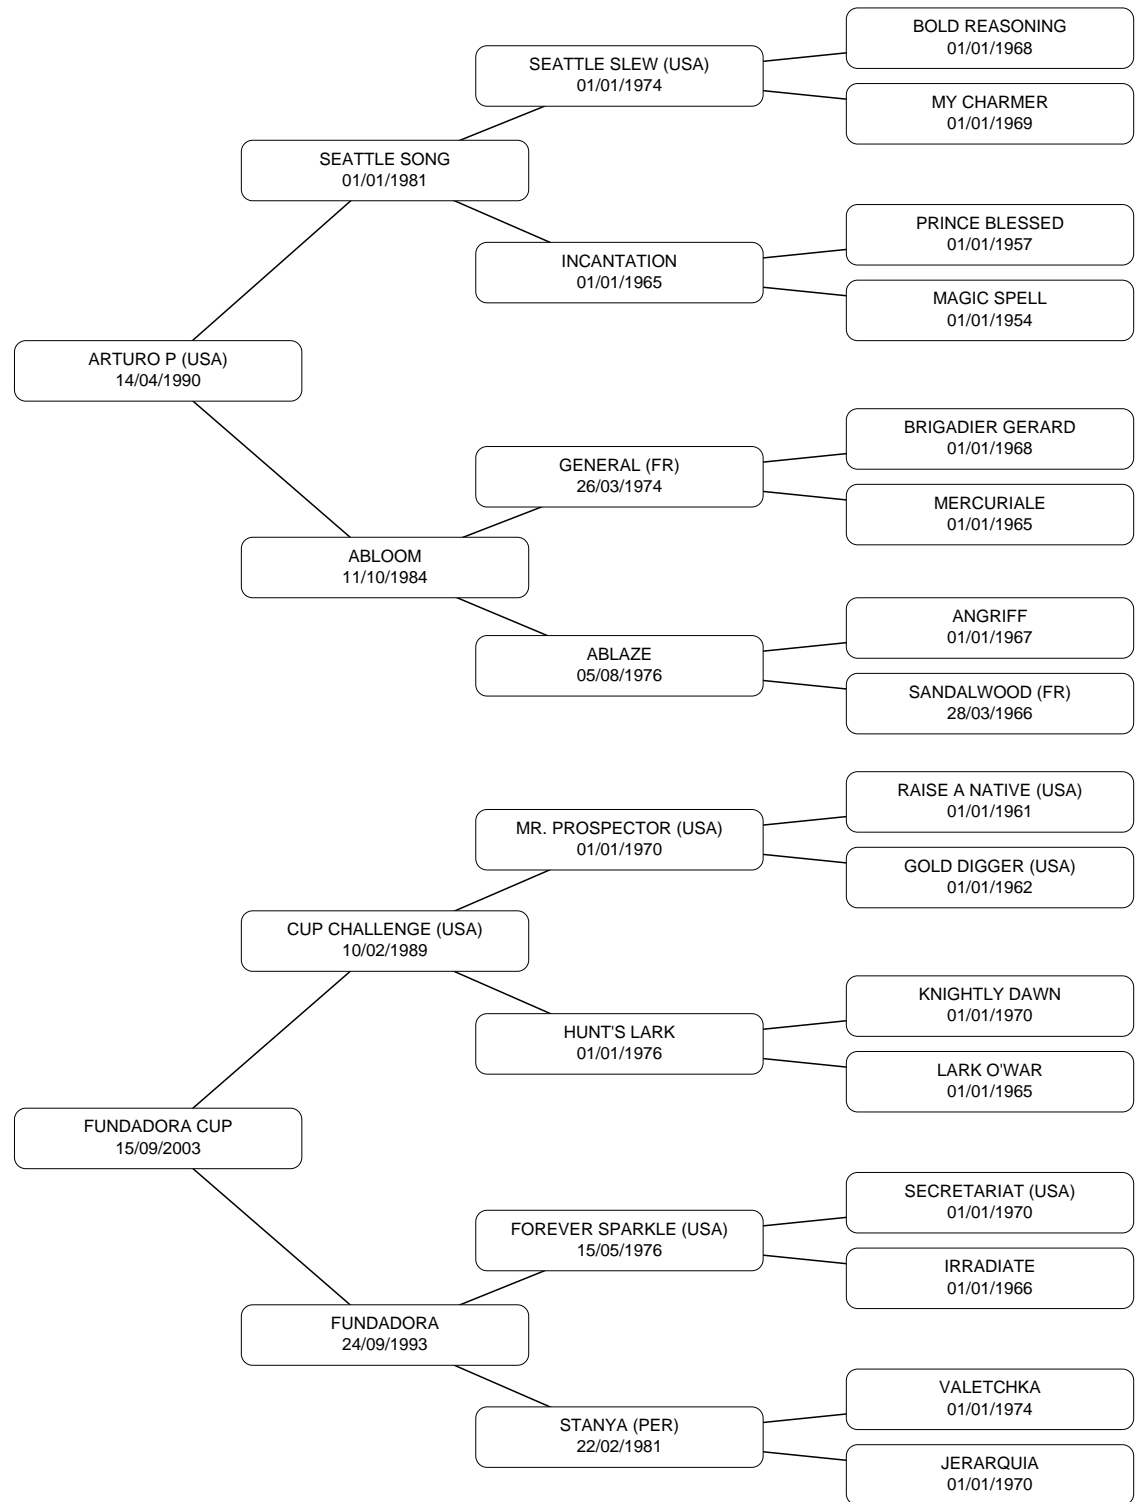 BOLD REASONING
01/01/1968
SEATTLE SLEW (USA)
01/01/1974
MY CHARMER
01/01/1969
SEATTLE SONG
01/01/1981
PRINCE BLESSED
01/01/1957
INCANTATION
01/01/1965
MAGIC SPELL
01/01/1954
ARTURO P (USA)
14/04/1990
BRIGADIER GERARD
01/01/1968
GENERAL (FR)
26/03/1974
MERCURIALE
01/01/1965
ABLOOM
11/10/1984
ANGRIFF
01/01/1967
ABLAZE
05/08/1976
SANDALWOOD (FR)
28/03/1966
RAISE A NATIVE (USA)
01/01/1961
MR. PROSPECTOR (USA)
01/01/1970
GOLD DIGGER (USA)
01/01/1962
CUP CHALLENGE (USA)
10/02/1989
KNIGHTLY DAWN
01/01/1970
HUNT'S LARK
01/01/1976
LARK O'WAR
01/01/1965
FUNDADORA CUP
15/09/2003
SECRETARIAT (USA)
01/01/1970
FOREVER SPARKLE (USA)
15/05/1976
IRRADIATE
01/01/1966
FUNDADORA
24/09/1993
VALETCHKA
01/01/1974
STANYA (PER)
22/02/1981
JERARQUIA
01/01/1970